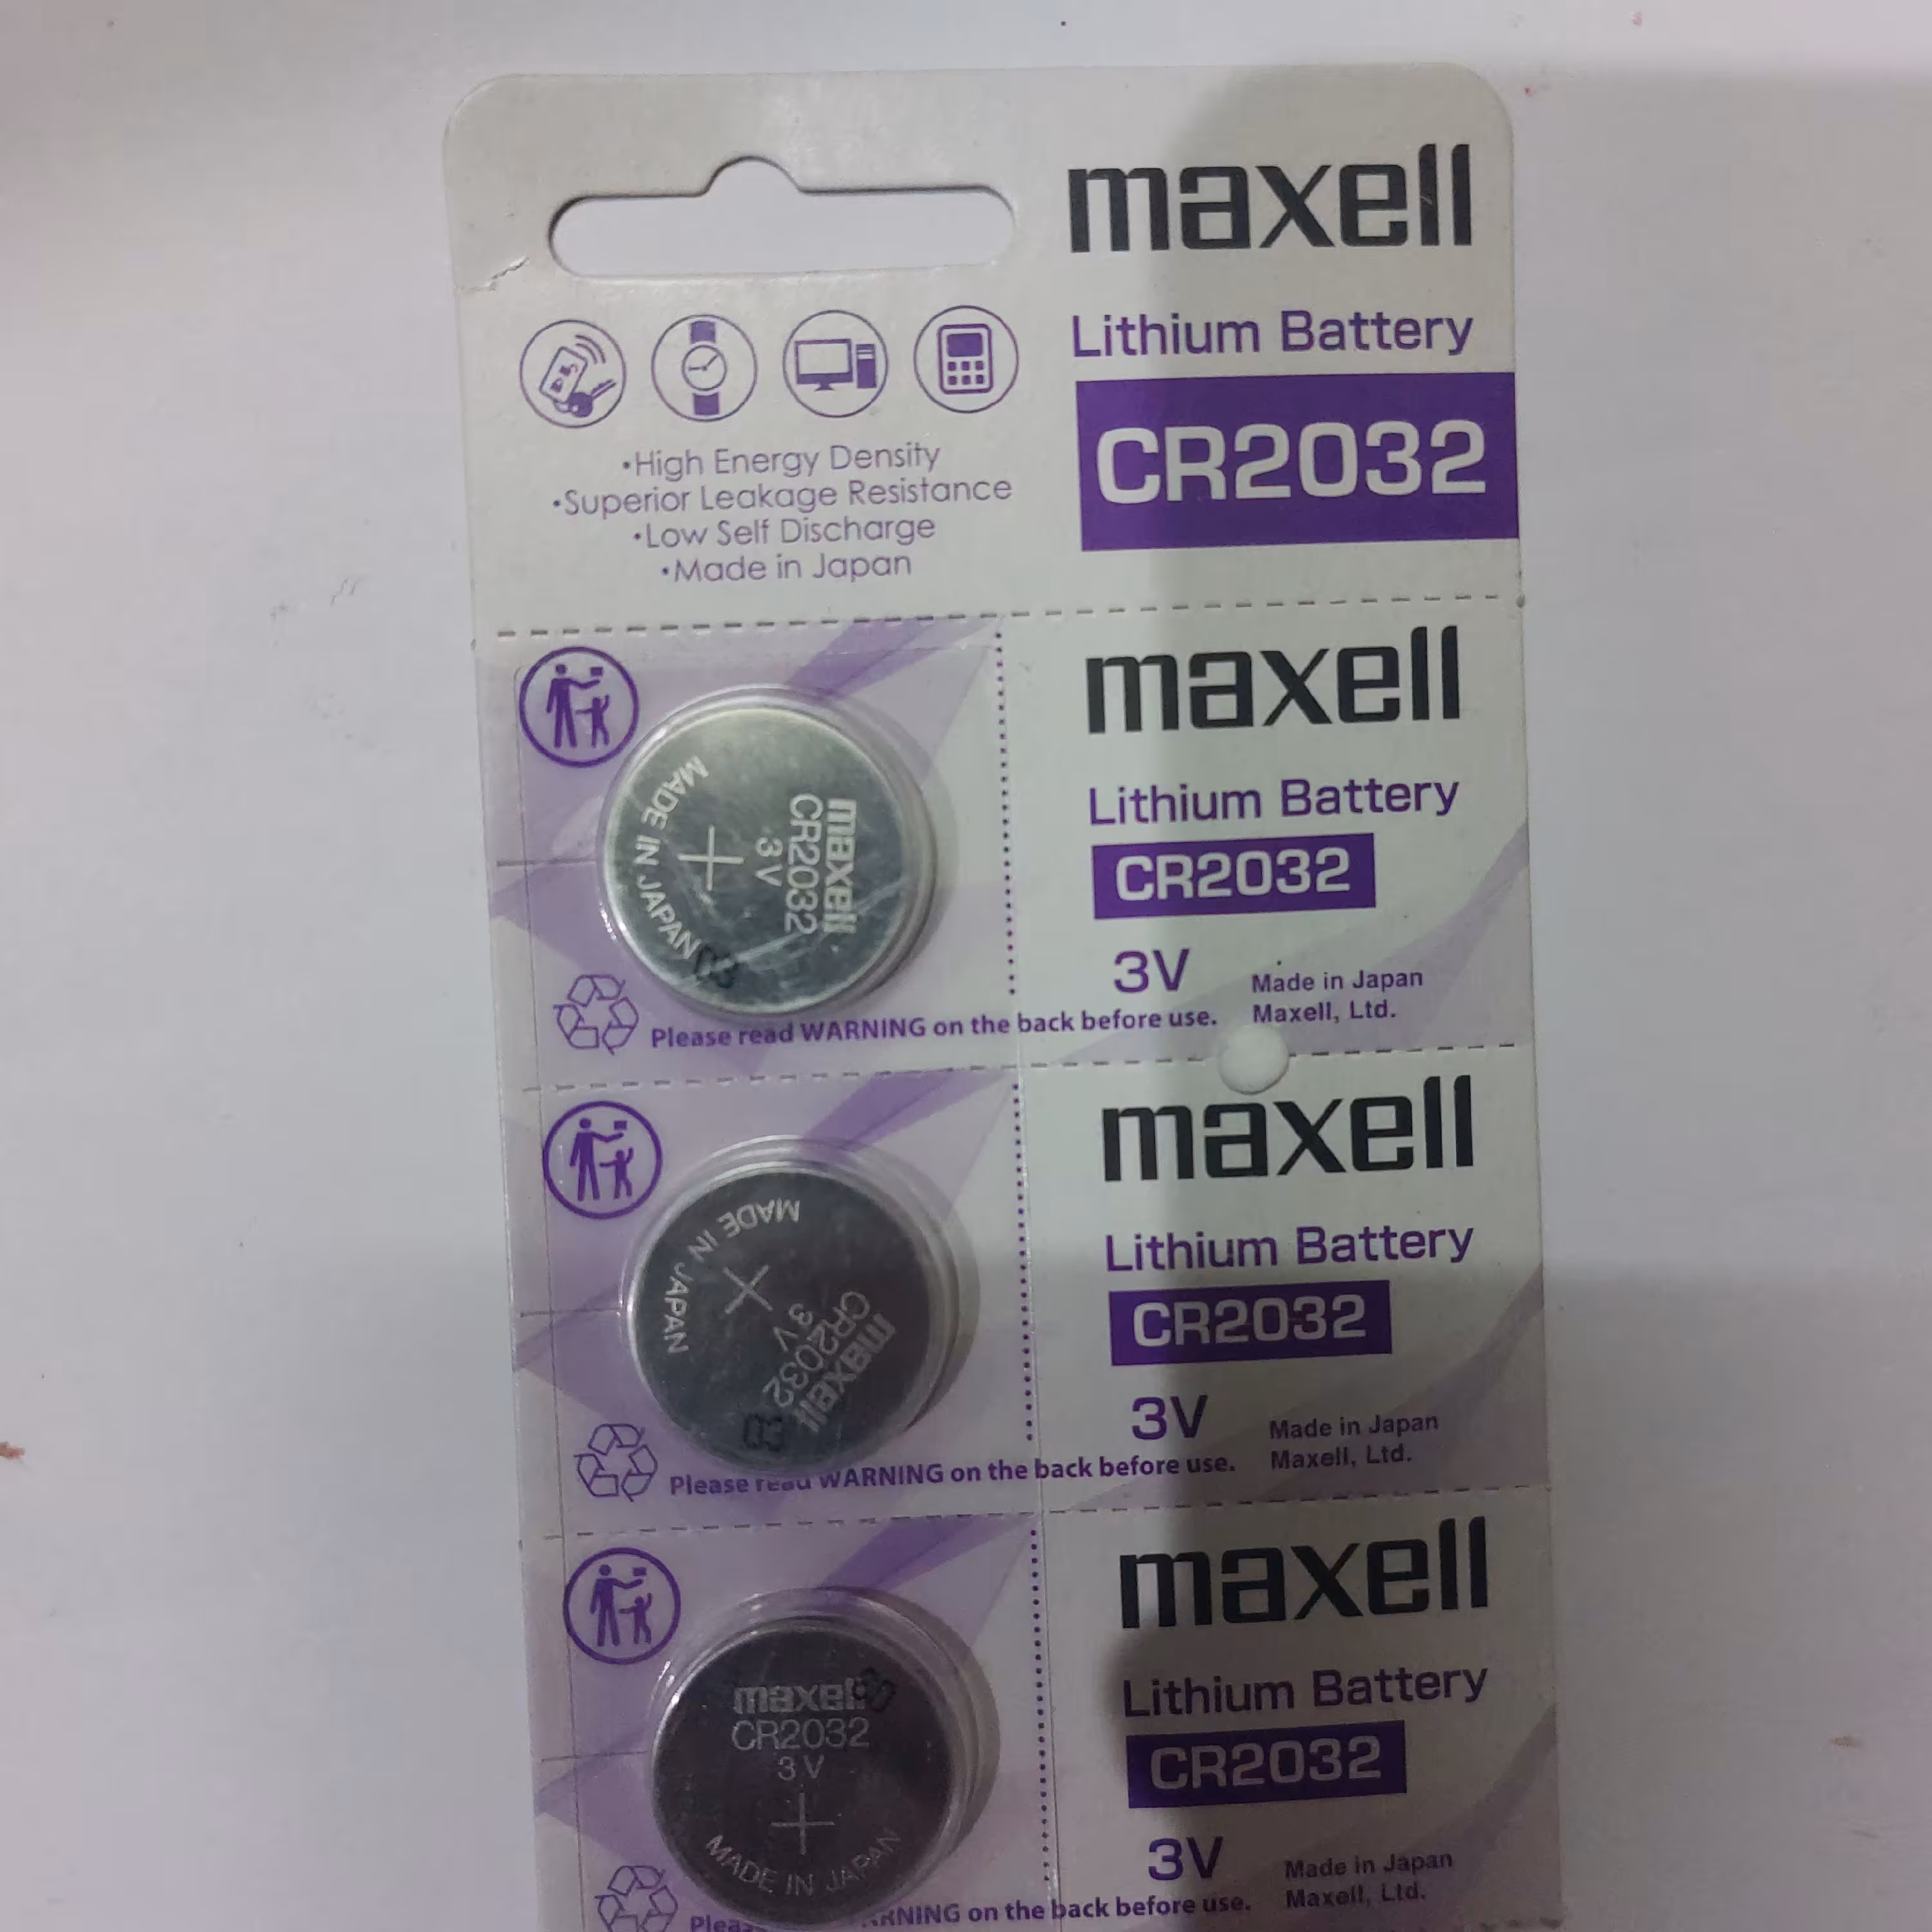 maxell
Lithium Battery
CR2032
•High Energy Density
•Superior Leakage Resistance
•Low Self Discharge
•Made in Japan
maxell
CR2032
3V
MADE IN JAPAN
03
maxell
Lithium Battery
CR2032
3V
Made in Japan
Maxell, Ltd.
Please read WARNING on the back before use.
maxell
CR2032
3V
MADE IN JAPAN
03
maxell
Lithium Battery
CR2032
3V
Made in Japan
Maxell, Ltd.
Please read WARNING on the back before use.
maxell
CR2032
3V
MADE IN JAPAN
maxell
Lithium Battery
CR2032
3V
Made in Japan
Maxell, Ltd.
on the back before use.